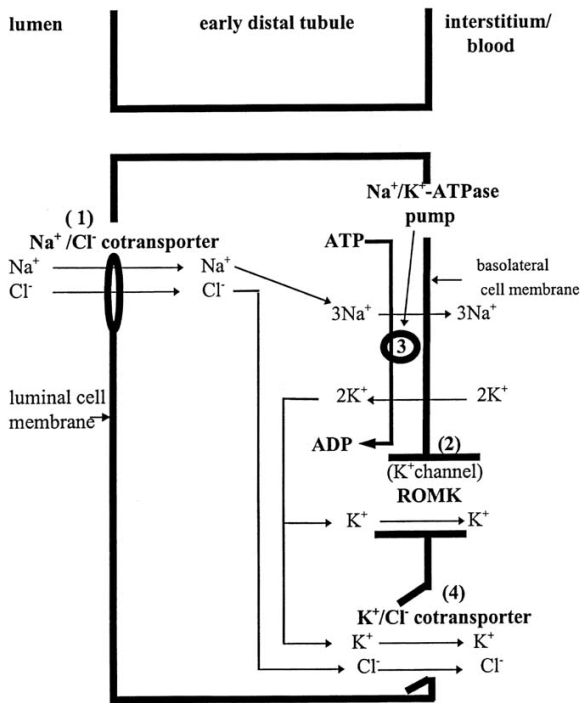 lumen early distal tubule interstitium/
blood
Na⁺/K⁺-ATPase
pump
(1)
Na⁺/Cl⁻ cotransporter
ATP
Na⁺ Na⁺
Cl⁻ Cl⁻
basolateral
cell membrane
3Na⁺ 3Na⁺
3
luminal cell
membrane
2K⁺ 2K⁺
ADP (2)
(K⁺channel)
ROMK
K⁺ K⁺
(4)
K⁺/Cl⁻ cotransporter
K⁺ K⁺
Cl⁻ Cl⁻